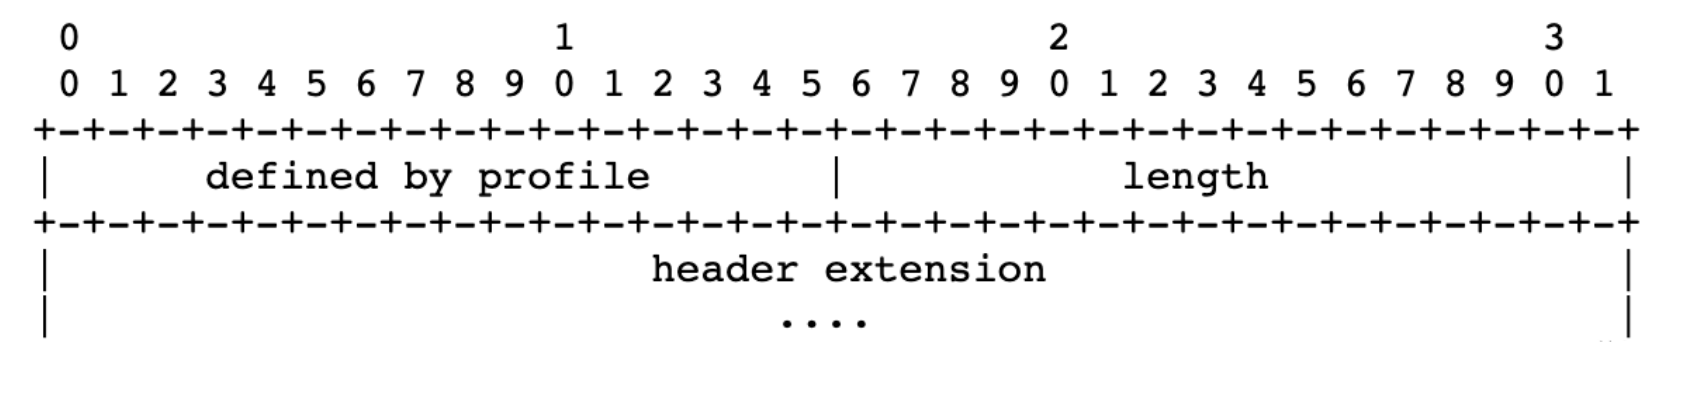 0                   1                   2                   3
 0 1 2 3 4 5 6 7 8 9 0 1 2 3 4 5 6 7 8 9 0 1 2 3 4 5 6 7 8 9 0 1
+-+-+-+-+-+-+-+-+-+-+-+-+-+-+-+-+-+-+-+-+-+-+-+-+-+-+-+-+-+-+-+-+
|      defined by profile       |           length              |
+-+-+-+-+-+-+-+-+-+-+-+-+-+-+-+-+-+-+-+-+-+-+-+-+-+-+-+-+-+-+-+-+
|                        header extension                       |
|                             ....                              |